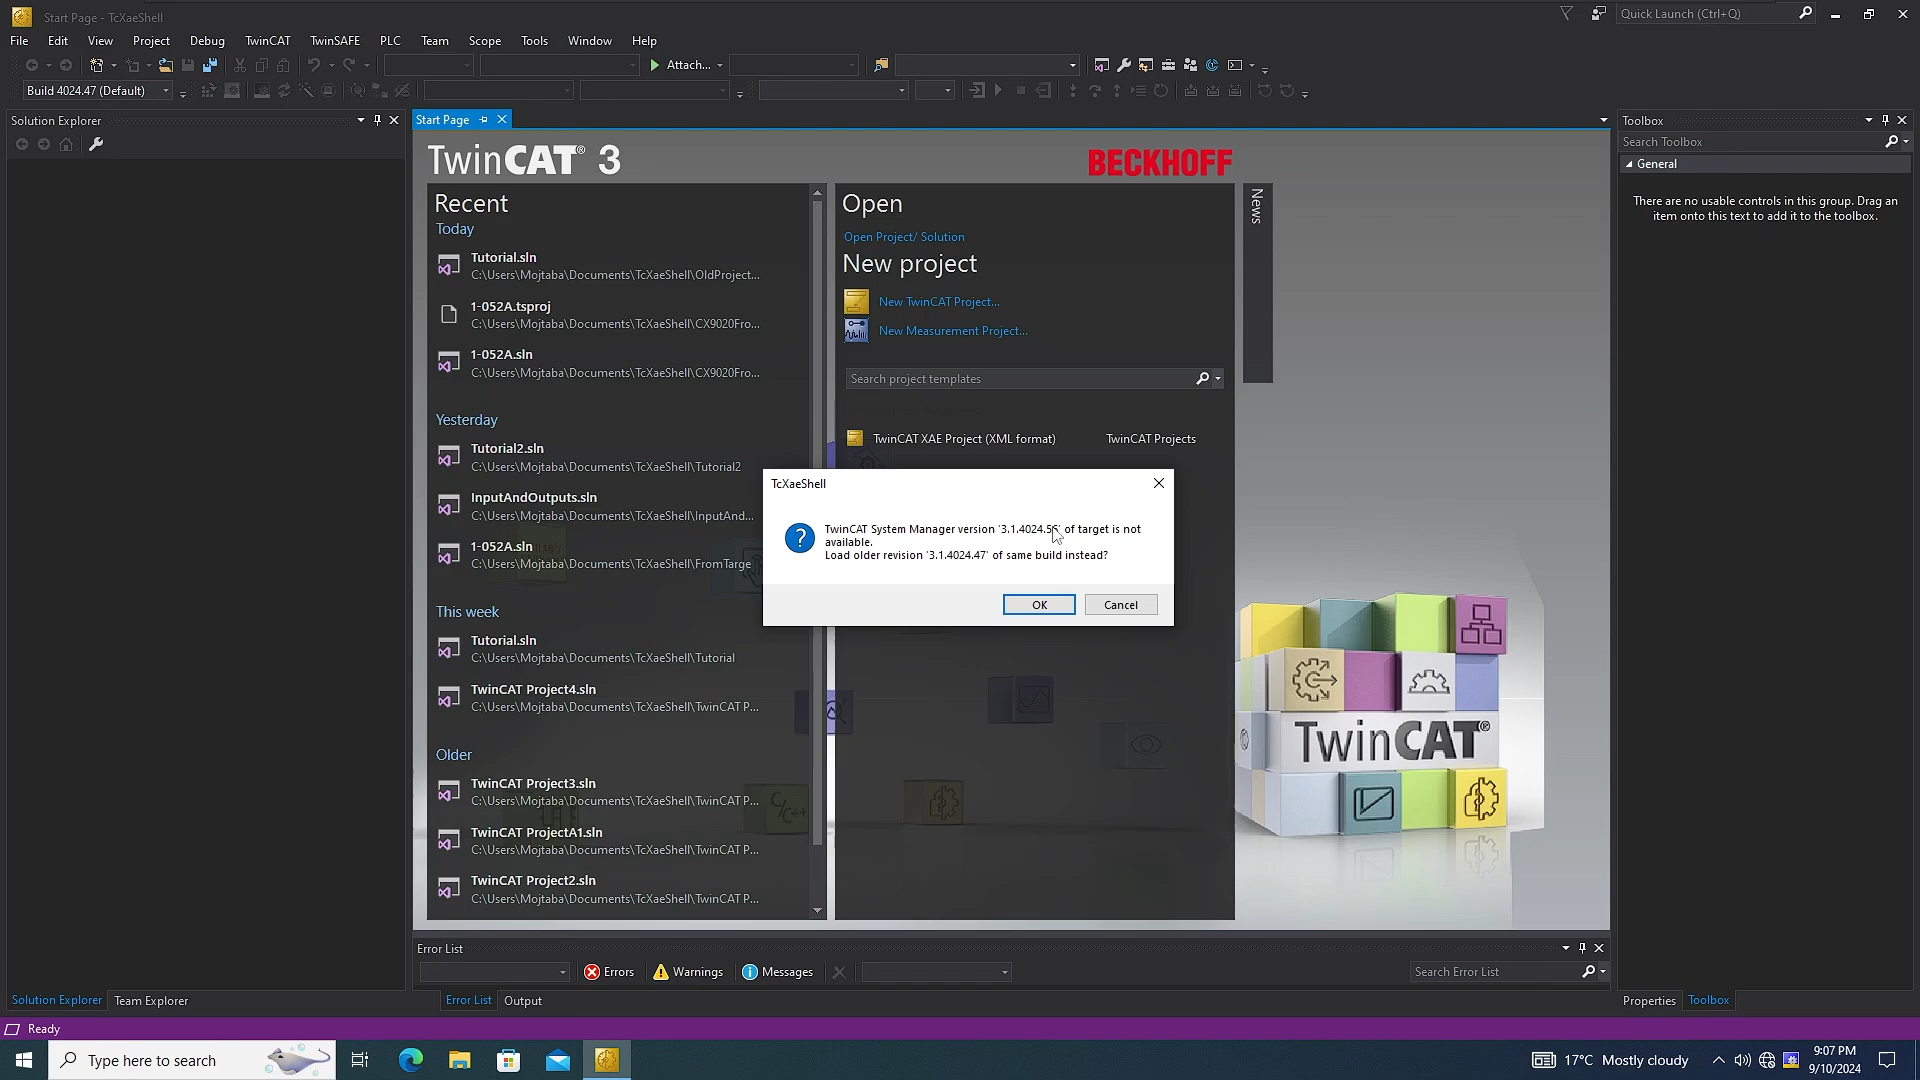 Start Page - TcXaeShell
Quick Launch (Ctrl+Q)
File Edit View Project Debug TwinCAT TwinSAFE PLC Team Scope Tools Window Help
Attach...
Build 4024.47 (Default)
Solution Explorer
Start Page
Toolbox
Search Toolbox
General
There are no usable controls in this group. Drag an
item onto this text to add it to the toolbox.
TwinCAT® 3
BECKHOFF
Recent
Today
Tutorial.sln
C:\Users\Mojtaba\Documents\TcXaeShell\OldProject...
1-052A.tsproj
C:\Users\Mojtaba\Documents\TcXaeShell\CX9020Fro...
1-052A.sln
C:\Users\Mojtaba\Documents\TcXaeShell\CX9020Fro...
Yesterday
Tutorial2.sln
C:\Users\Mojtaba\Documents\TcXaeShell\Tutorial2
InputAndOutputs.sln
C:\Users\Mojtaba\Documents\TcXaeShell\InputAnd...
1-052A.sln
C:\Users\Mojtaba\Documents\TcXaeShell\FromTarge
This week
Tutorial.sln
C:\Users\Mojtaba\Documents\TcXaeShell\Tutorial
TwinCAT Project4.sln
C:\Users\Mojtaba\Documents\TcXaeShell\TwinCAT P...
Older
TwinCAT Project3.sln
C:\Users\Mojtaba\Documents\TcXaeShell\TwinCAT P...
TwinCAT ProjectA1.sln
C:\Users\Mojtaba\Documents\TcXaeShell\TwinCAT P...
TwinCAT Project2.sln
C:\Users\Mojtaba\Documents\TcXaeShell\TwinCAT P...
Open
Open Project/ Solution
New project
New TwinCAT Project...
New Measurement Project...
Search project templates
TwinCAT XAE Project (XML format) TwinCAT Projects
News
TcXaeShell
TwinCAT System Manager version of target is not
available.
Load older revision '3.1.4024.47' of same build instead?
OK Cancel
C/C++
TwinCAT®
Error List
Errors Warnings Messages
Search Error List
Solution Explorer Team Explorer
Error List Output
Properties Toolbox
Ready
Type here to search
17°C Mostly cloudy
9:07 PM
9/10/2024